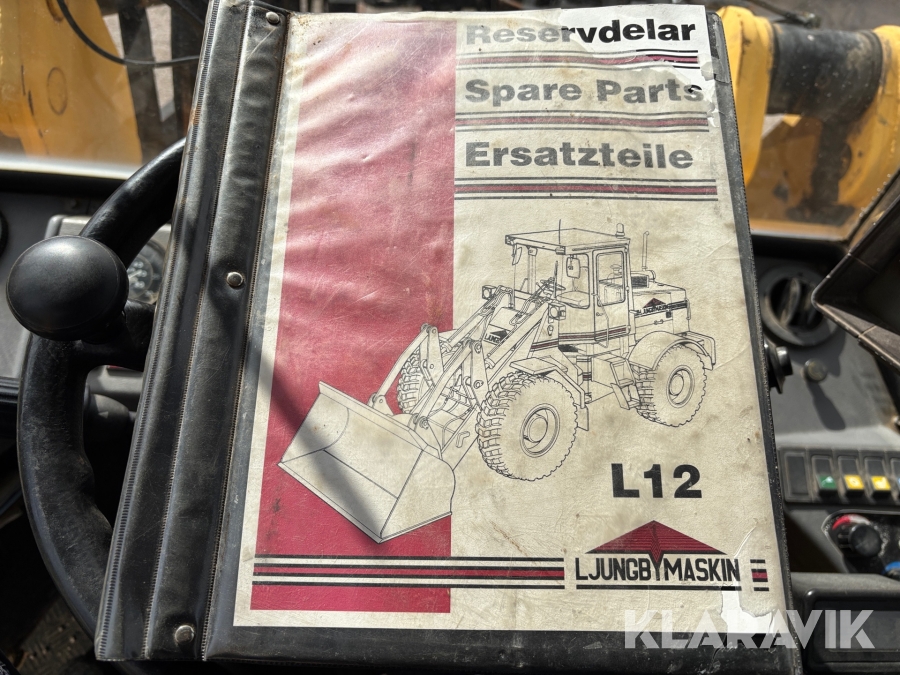 Reservdelar
Spare Parts
Ersatzteile
L12
LJUNGBYMASKIN
KLARAVIK